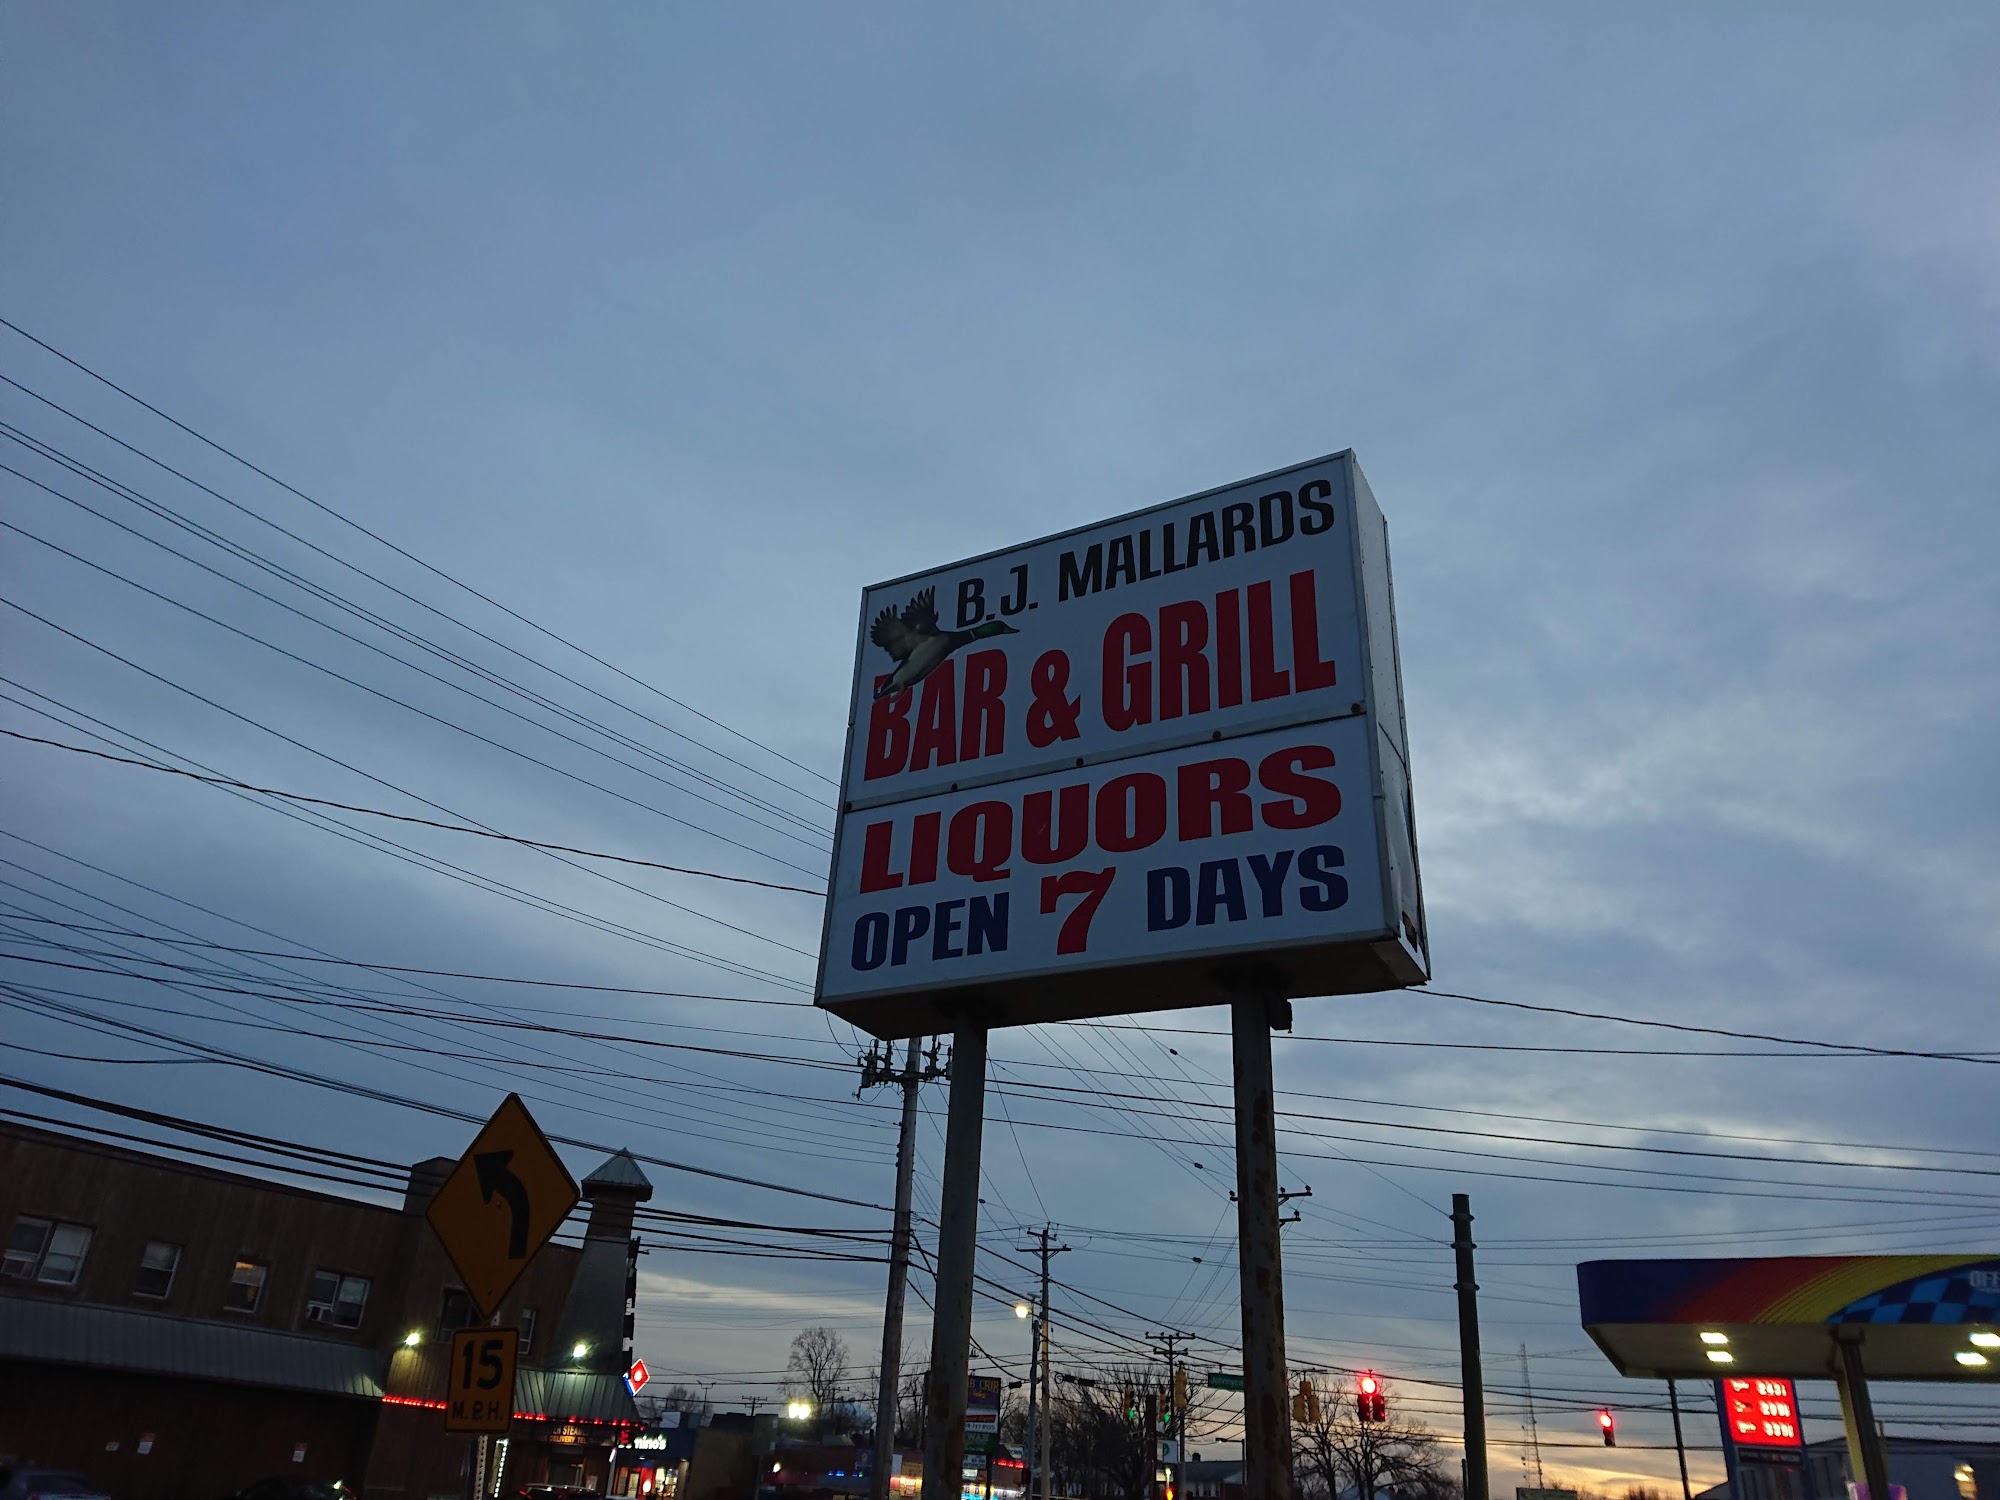 B.J. MALLARDS
BAR & GRILL
LIQUORS
OPEN 7 DAYS
15
M.P.H.